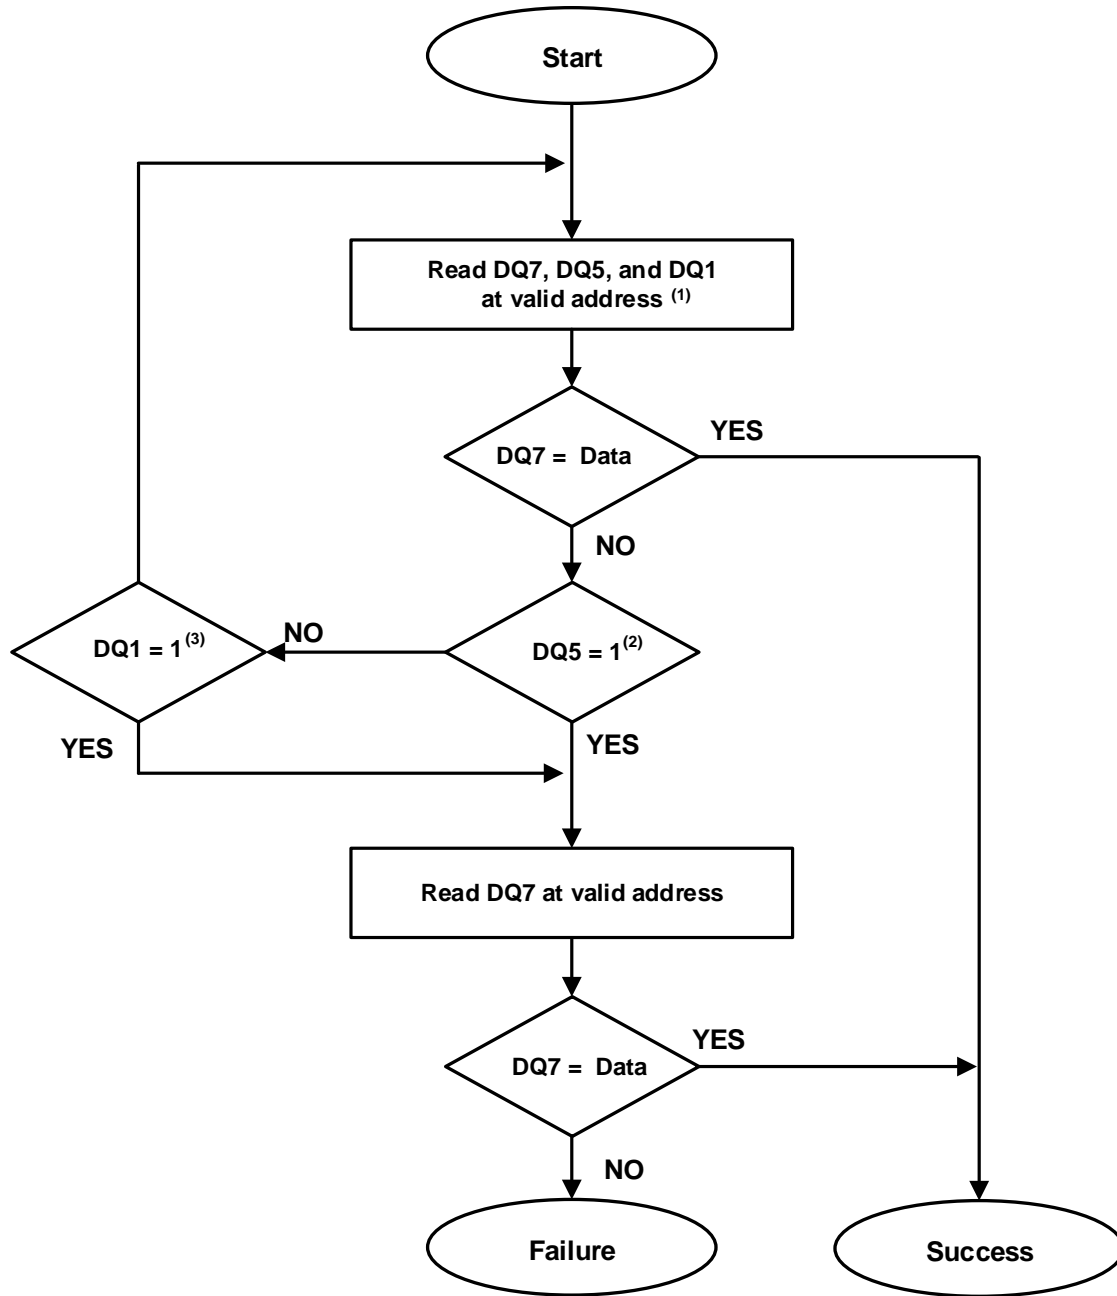 Start
Read DQ7, DQ5, and DQ1
at valid address (1)
YES
DQ7 = Data
NO
DQ1 = 1(3)
NO
DQ5 = 1(2)
YES
YES
Read DQ7 at valid address
YES
DQ7 = Data
NO
Failure
Success